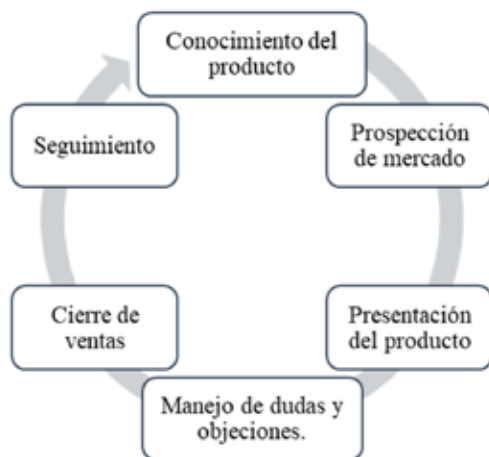 Conocimiento del
producto
Prospección
de mercado
Presentación
del producto
Manejo de dudas y
objeciones.
Cierre de
ventas
Seguimiento